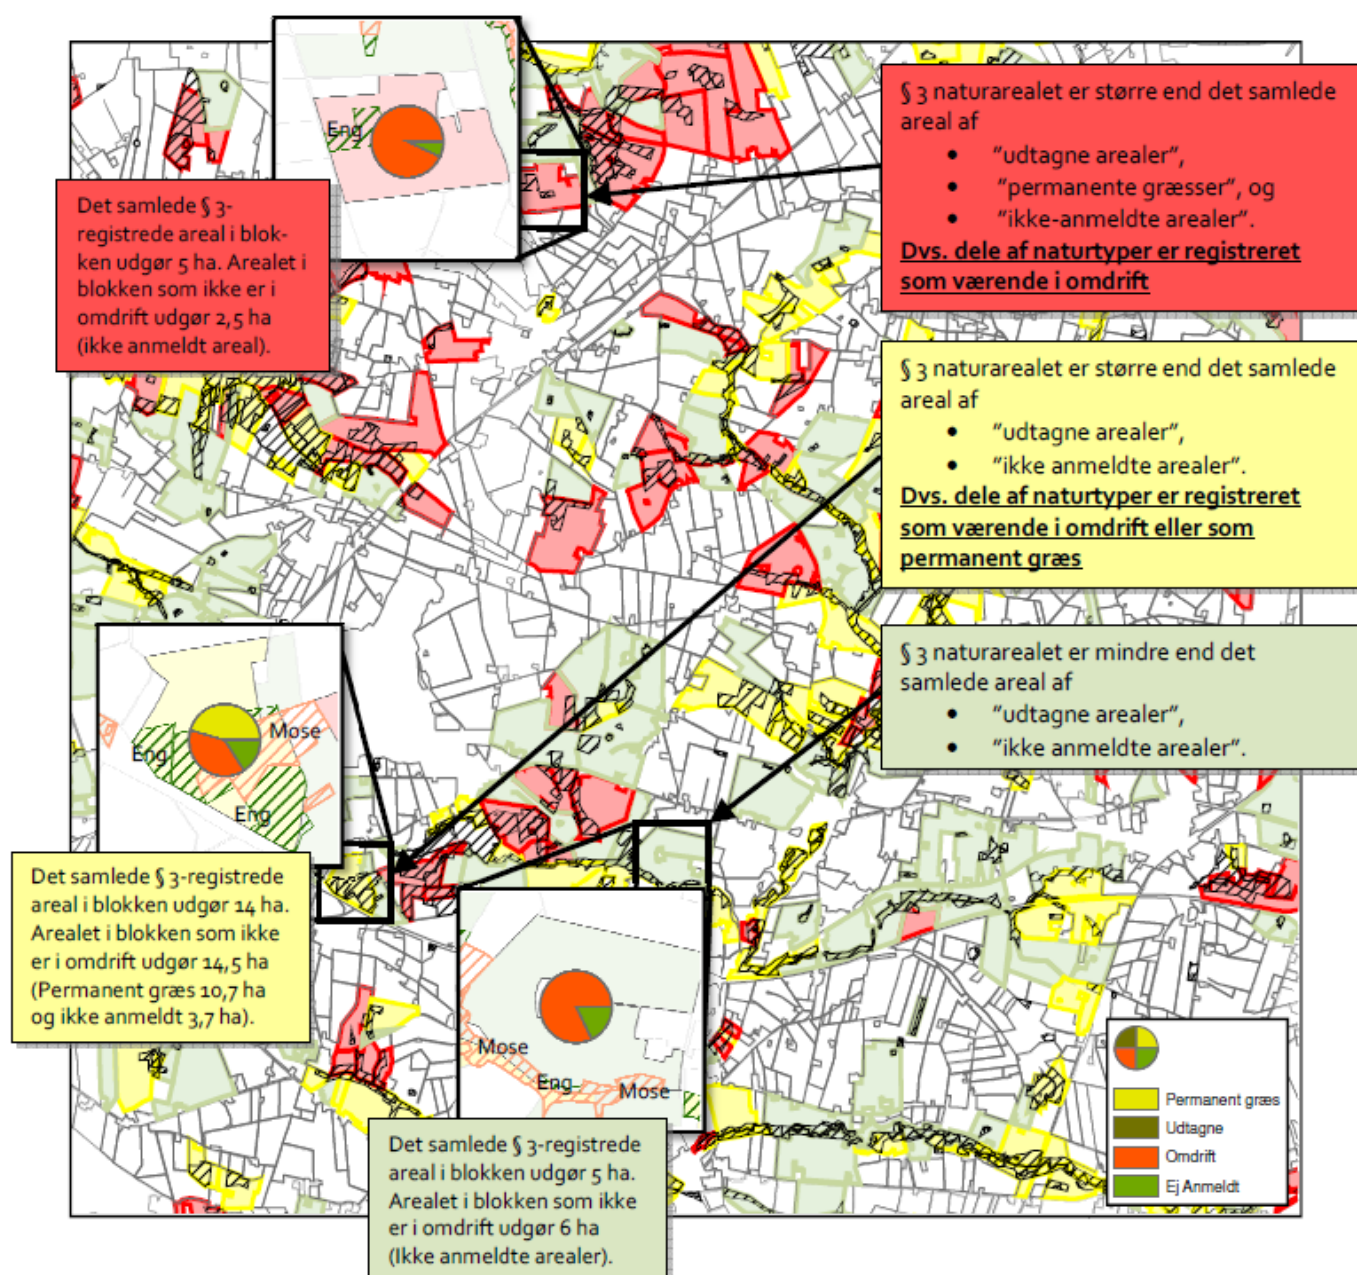 Eng
Det samlede § 3-
registrede areal i blok-
ken udgør 5 ha. Arealet i
blokken som ikke er i
omdrift udgør 2,5 ha
(ikke anmeldt areal).
§ 3 naturarealet er større end det samlede
areal af
• ”udtagne arealer”,
• ”permanente græsser”, og
• ”ikke-anmeldte arealer”.
Dvs. dele af naturtyper er registreret
som værende i omdrift
§ 3 naturarealet er større end det samlede
areal af
• ”udtagne arealer”,
• ”ikke anmeldte arealer”.
Dvs. dele af naturtyper er registreret
som værende i omdrift eller som
permanent græs
§ 3 naturarealet er mindre end det
samlede areal af
• ”udtagne arealer”,
• ”ikke anmeldte arealer”.
Mose
Eng
Eng
Det samlede § 3-registrede
areal i blokken udgør 14 ha.
Arealet i blokken som ikke
er i omdrift udgør 14,5 ha
(Permanent græs 10,7 ha
og ikke anmeldt 3,7 ha).
Mose
Eng
Mose
Det samlede § 3-registrede
areal i blokken udgør 5 ha.
Arealet i blokken som ikke
er i omdrift udgør 6 ha
(Ikke anmeldte arealer).
Permanent græs
Udtagne
Omdrift
Ej Anmeldt